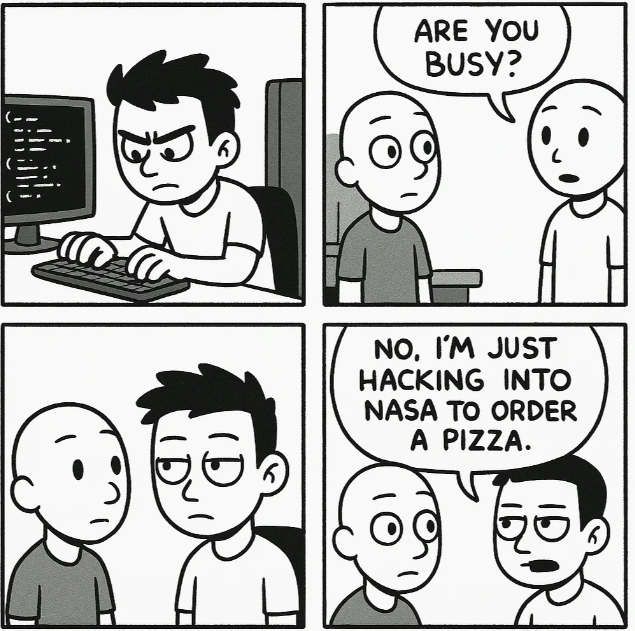 ARE YOU
BUSY?
NO, I'M JUST
HACKING INTO
NASA TO ORDER
A PIZZA.